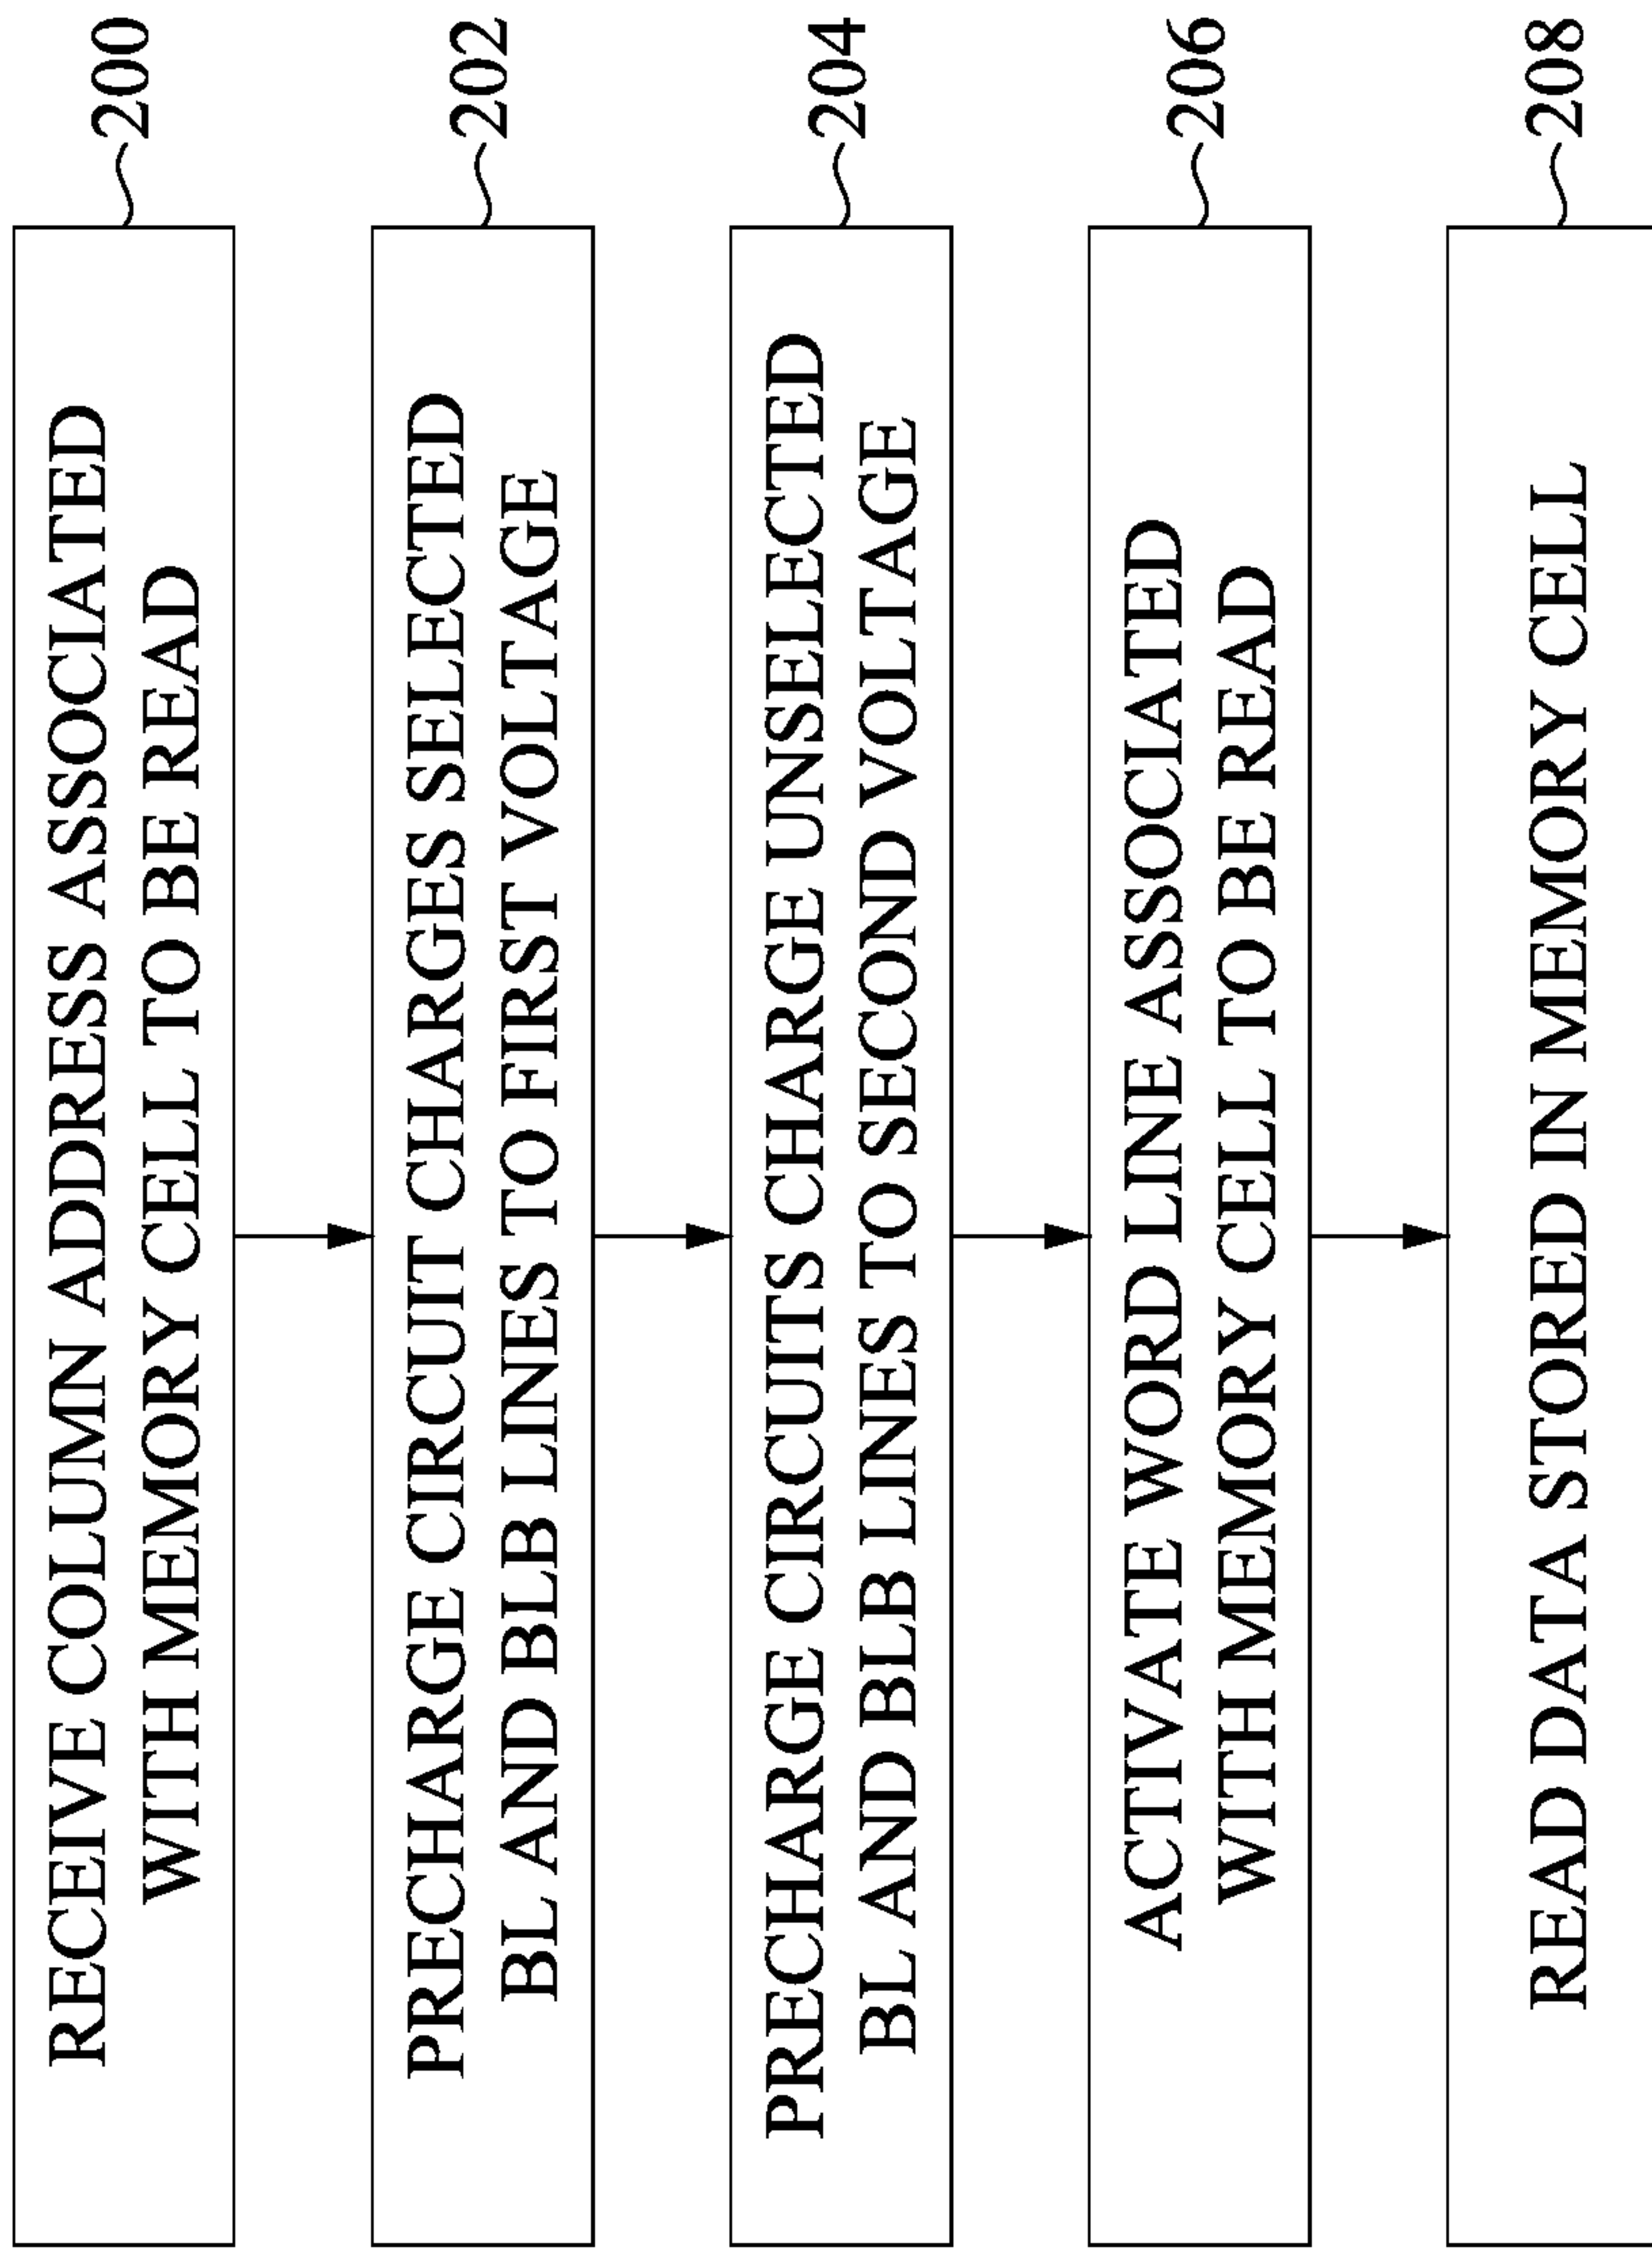 RECEIVE COLUMN ADDRESS ASSOCIATED
WITH MEMORY CELL TO BE READ
200
PRECHARGE CIRCUIT CHARGES SELECTED
BL AND BLB LINES TO FIRST VOLTAGE
202
PRECHARGE CIRCUITS CHARGE UNSELECTED
BL AND BLB LINES TO SECOND VOLTAGE
204
ACTIVATE WORD LINE ASSOCIATED
WITH MEMORY CELL TO BE READ
206
READ DATA STORED IN MEMORY CELL
208